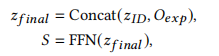 z_{final} = Concat(z_{ID}, O_{exp}),
S = FFN(z_{final}),